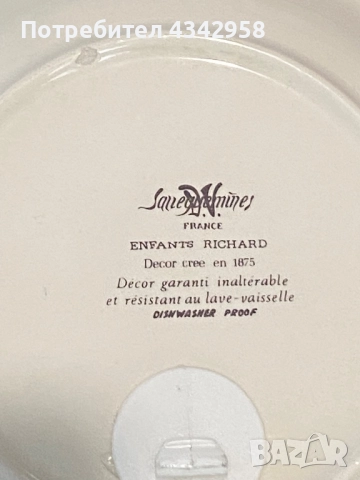 Потребител 4342958
Sarreguemines
D.V.
FRANCE
ENFANTS RICHARD
Decor cree en 1875
Décor garanti inaltérable
et résistant au lave-vaisselle
DISHWASHER PROOF
BAZAR